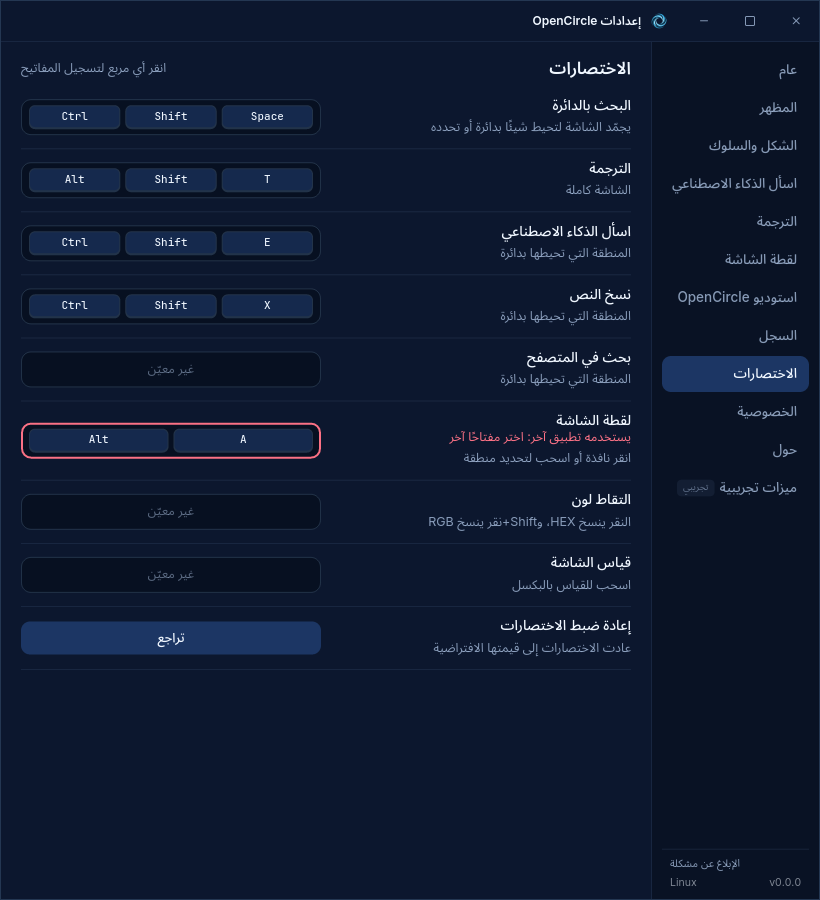 إعدادات OpenCircle
عام
المظهر
الشكل والسلوك
اسأل الذكاء الاصطناعي
الترجمة
لقطة الشاشة
استوديو OpenCircle
السجل
الاختصارات
الخصوصية
حول
ميزات تجريبية تجريبي
الإبلاغ عن مشكلة
v0.0.0 Linux
الاختصارات
انقر أي مربع لتسجيل المفاتيح
البحث بالدائرة
يجمّد الشاشة لتحيط شيئًا بدائرة أو تحدده
Ctrl Shift Space
الترجمة
الشاشة كاملة
Alt Shift T
اسأل الذكاء الاصطناعي
المنطقة التي تحيطها بدائرة
Ctrl Shift E
نسخ النص
المنطقة التي تحيطها بدائرة
Ctrl Shift X
بحث في المتصفح
المنطقة التي تحيطها بدائرة
غير معيّن
لقطة الشاشة
يستخدمه تطبيق آخر: اختر مفتاحًا آخر
انقر نافذة أو اسحب لتحديد منطقة
Alt A
التقاط لون
النقر ينسخ HEX، وShift+نقر ينسخ RGB
غير معيّن
قياس الشاشة
اسحب للقياس بالبكسل
غير معيّن
إعادة ضبط الاختصارات
عادت الاختصارات إلى قيمتها الافتراضية
تراجع